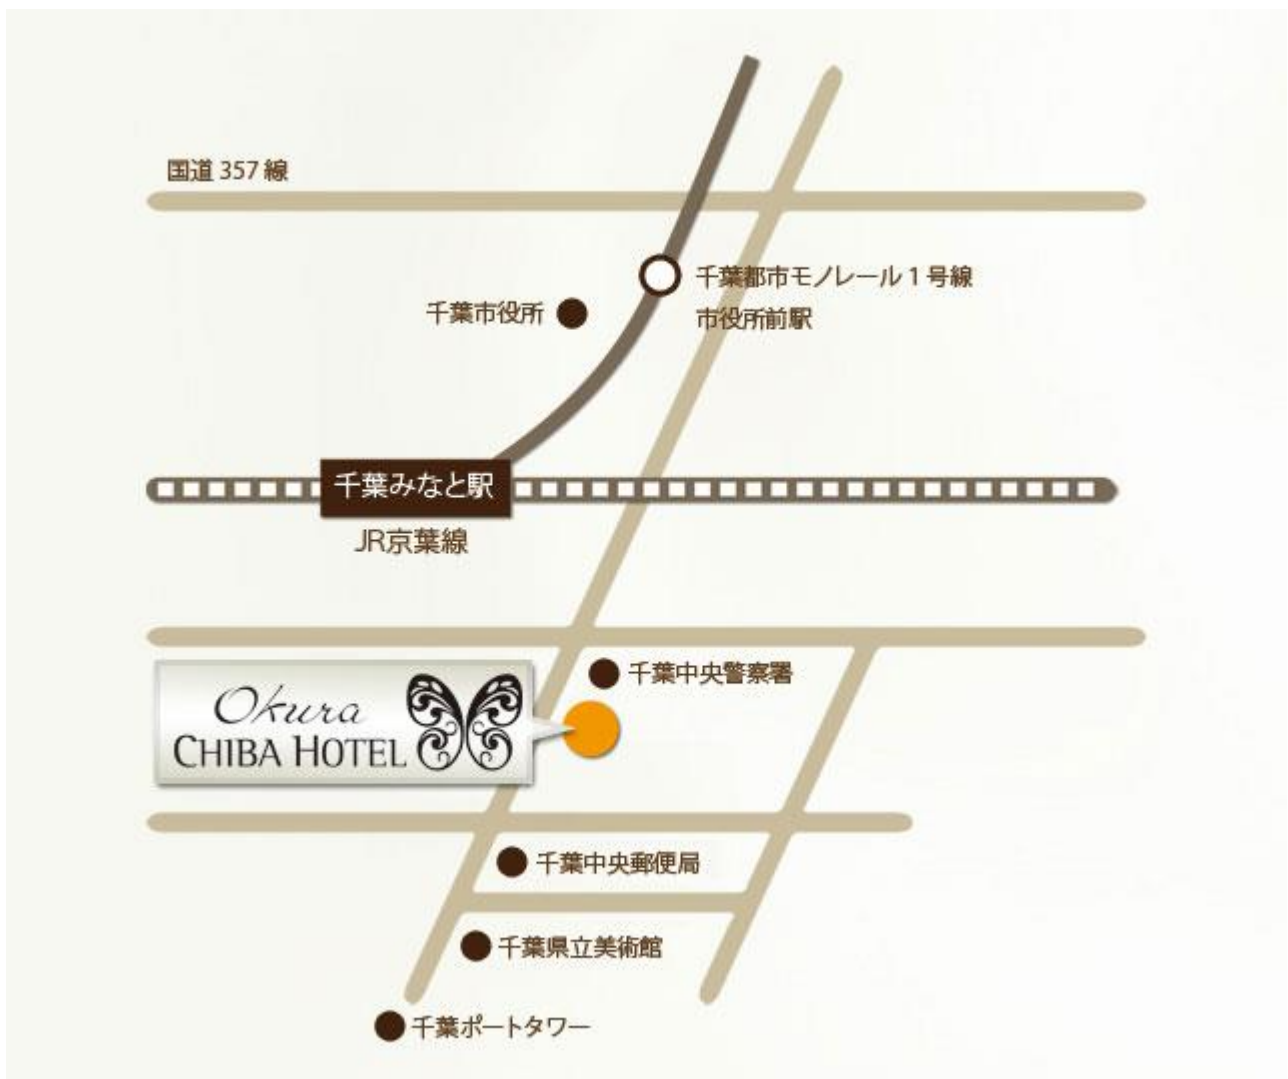 国道 357 線
千葉都市モノレール 1 号線
市役所前駅
千葉市役所
千葉みなと駅
JR京葉線
千葉中央警察署
Okura
CHIBA HOTEL
千葉中央郵便局
千葉県立美術館
千葉ポートタワー